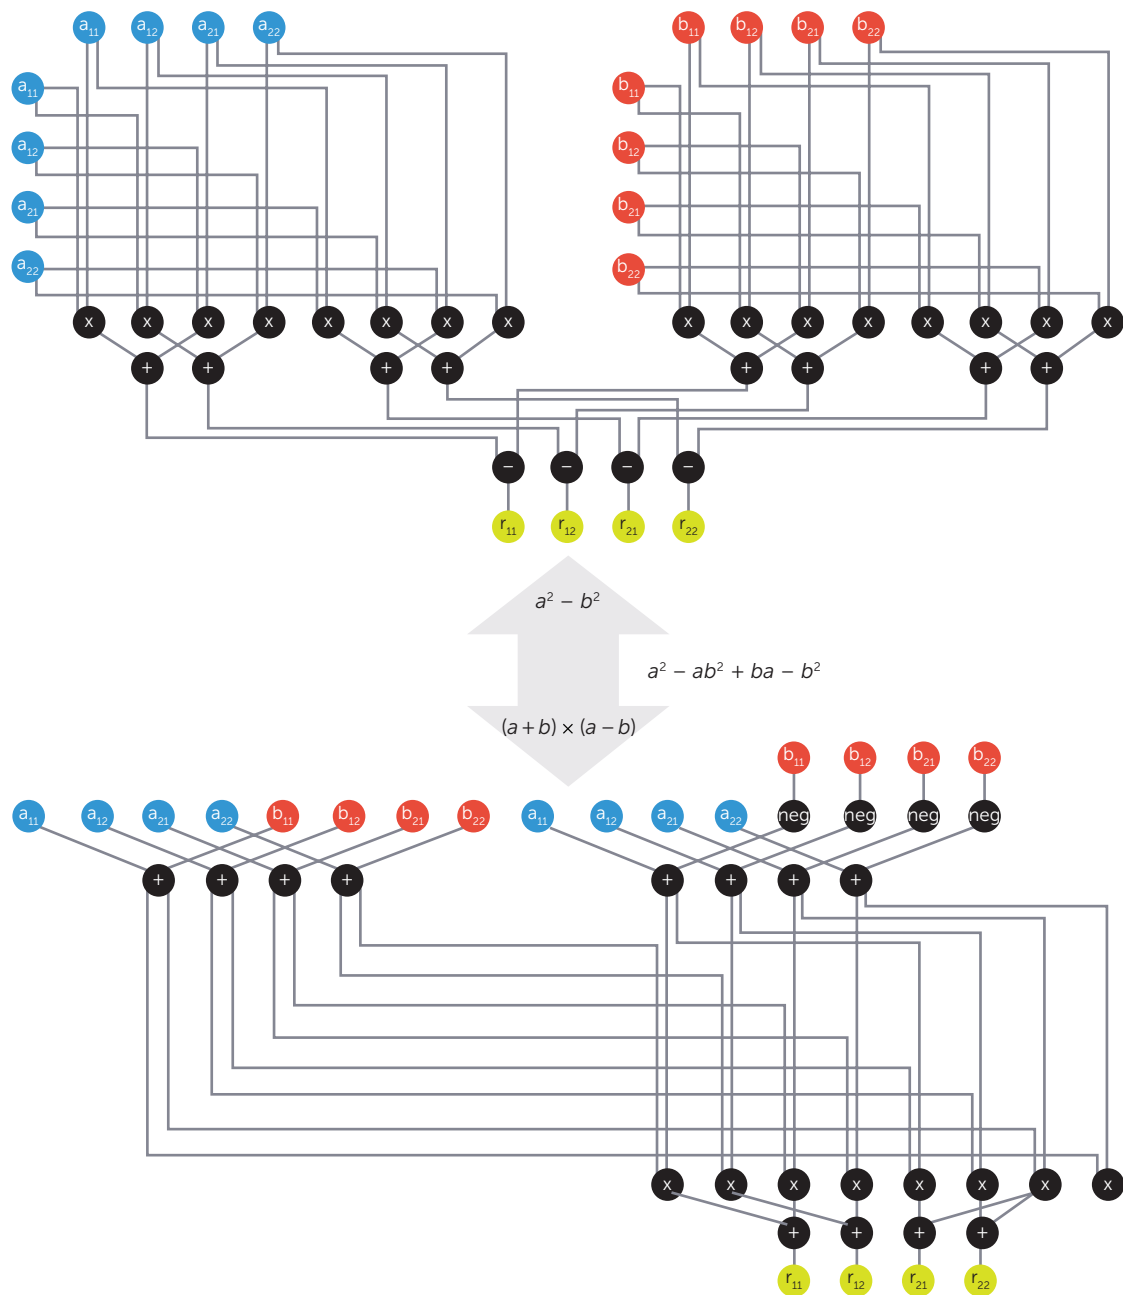 a11 a12 a21 a22 b11 b12 b21 b22
a11 b11
a12 b12
a21 b21
a22 b22
x x x x x x x x x x x x x x x x
+ + + + + + + +
− − − −
r11 r12 r21 r22
a² − b²
a² − ab² + ba − b²
(a + b) × (a − b)
b11 b12 b21 b22
a11 a12 a21 a22 b11 b12 b21 b22 a11 a12 a21 a22 neg neg neg neg
+ + + + + + + +
x x x x x x x x
+ + + +
r11 r12 r21 r22